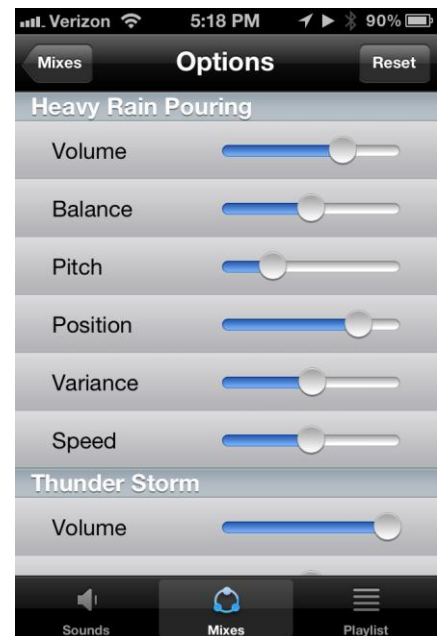 Verizon 5:18 PM 90%
Mixes Options Reset
Heavy Rain Pouring
Volume
Balance
Pitch
Position
Variance
Speed
Thunder Storm
Volume
Sounds Mixes Playlist